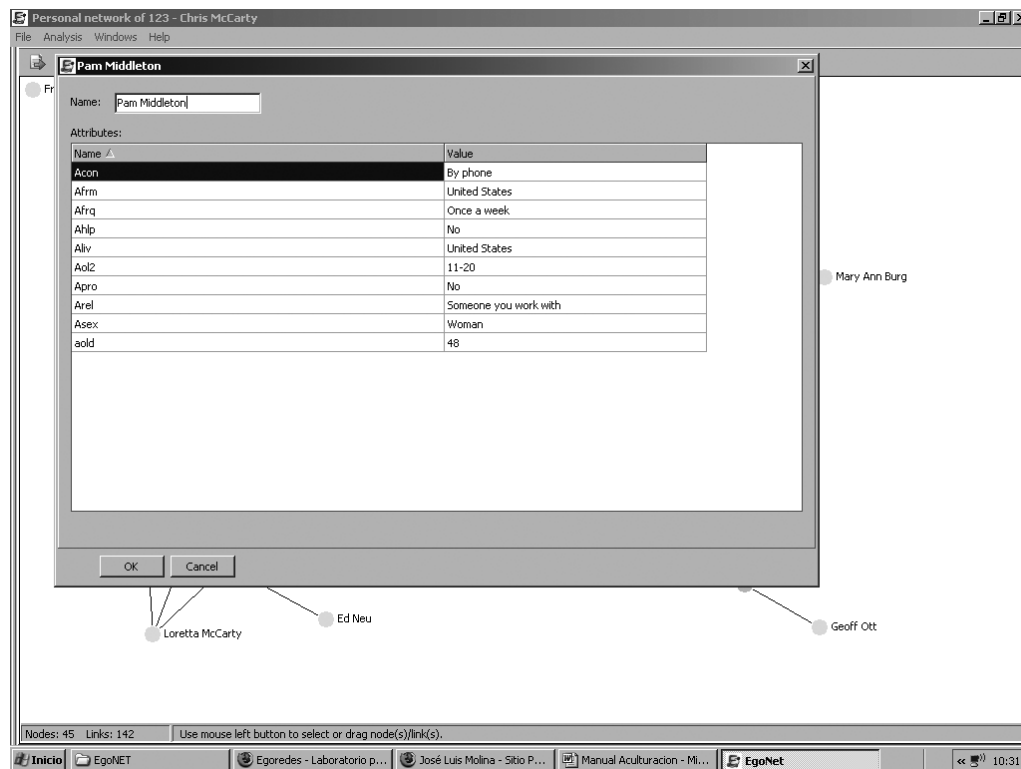 Personal network of 123 - Chris McCarty
File Analysis Windows Help
Fr
Pam Middleton
Name: Pam Middleton
Attributes:
Name Value
Acon By phone
Afrm United States
Afrq Once a week
Ahlp No
Aliv United States
Aol2 11-20
Apro No
Arel Someone you work with
Asex Woman
aold 48
Mary Ann Burg
OK Cancel
Ed Neu
Loretta McCarty
Geoff Ott
Nodes: 45 Links: 142 Use mouse left button to select or drag node(s)/link(s).
Inicio EgoNET Egoredes - Laboratorio p... José Luis Molina - Sitio P... Manual Aculturacion - Mi... EgoNet « 10:31